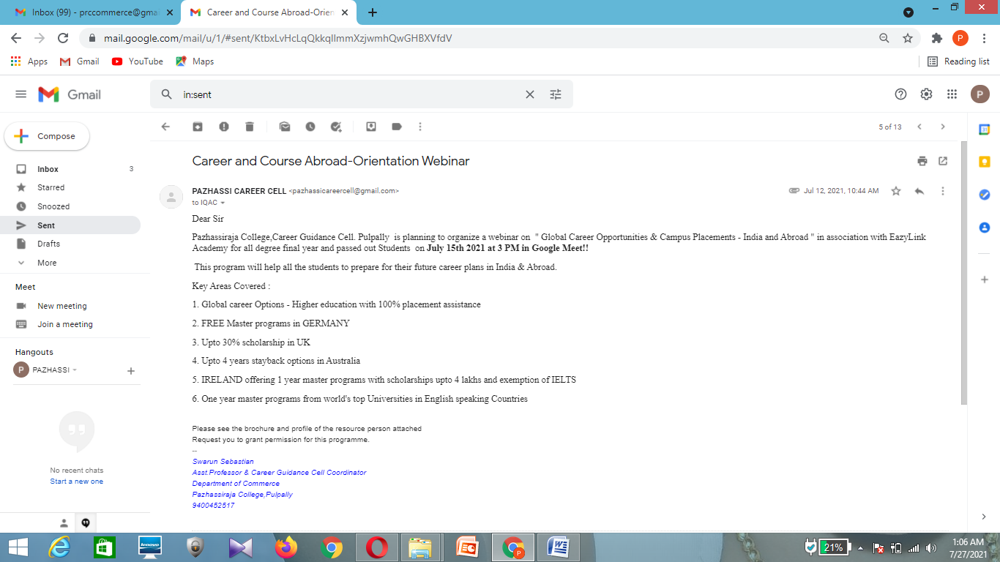 Inbox (99) - prccommerce@gmai
Career and Course Abroad-Orien
mail.google.com/mail/u/1/#sent/KtbxLvHcLqQkkqIlmmXzjwmhQwGHBXVfdV
P
Apps
Gmail
YouTube
Maps
Reading list
Gmail
in:sent
P
Compose
5 of 13
31
Inbox 3
Starred
Snoozed
Sent
Drafts
More
Meet
New meeting
Join a meeting
Hangouts
P PAZHASSI
No recent chats
Start a new one
Career and Course Abroad-Orientation Webinar
PAZHASSI CAREER CELL <pazhassicareercell@gmail.com>
Jul 12, 2021, 10:44 AM
to IQAC
Dear Sir
Pazhassiraja College,Career Guidance Cell. Pulpally is planning to organize a webinar on " Global Career Opportunities & Campus Placements - India and Abroad " in association with EazyLink
Academy for all degree final year and passed out Students on July 15th 2021 at 3 PM in Google Meet!!
This program will help all the students to prepare for their future career plans in India & Abroad.
Key Areas Covered :
1. Global career Options - Higher education with 100% placement assistance
2. FREE Master programs in GERMANY
3. Upto 30% scholarship in UK
4. Upto 4 years stayback options in Australia
5. IRELAND offering 1 year master programs with scholarships upto 4 lakhs and exemption of IELTS
6. One year master programs from world's top Universities in English speaking Countries
Please see the brochure and profile of the resource person attached
Request you to grant permission for this programme.
--
Swarun Sebastian
Asst.Professor & Career Guidance Cell Coordinator
Department of Commerce
Pazhassiraja College,Pulpally
9400452517
lenovo
P
21%
1:06 AM
7/27/2021